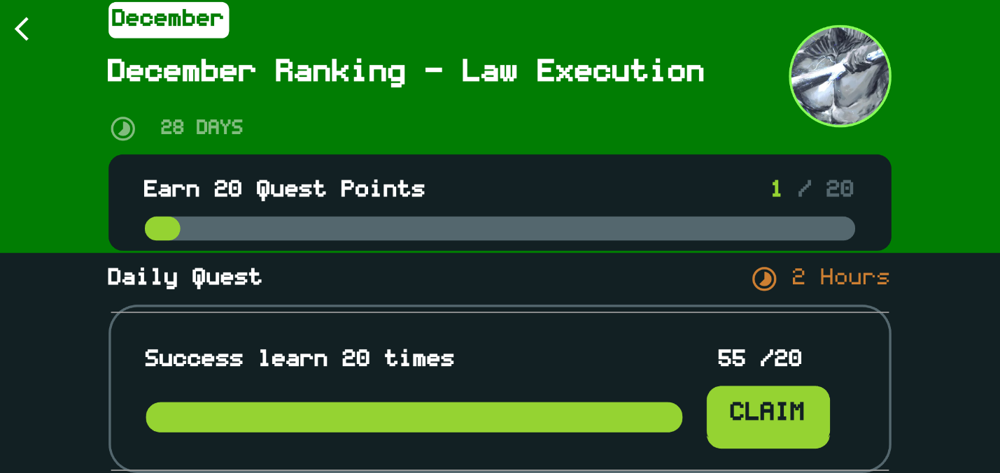 December
December Ranking - Law Execution
28 DAYS
Earn 20 Quest Points
1 / 20
Daily Quest
2 Hours
Success learn 20 times
55 /20
CLAIM